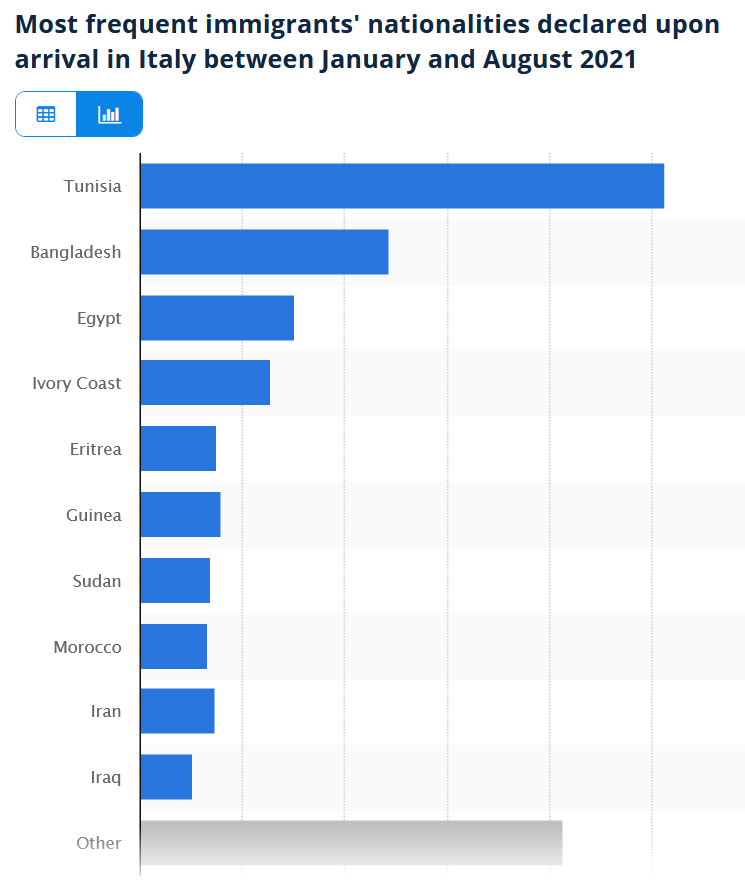 Most frequent immigrants' nationalities declared upon
arrival in Italy between January and August 2021
Tunisia
Bangladesh
Egypt
Ivory Coast
Eritrea
Guinea
Sudan
Morocco
Iran
Iraq
Other